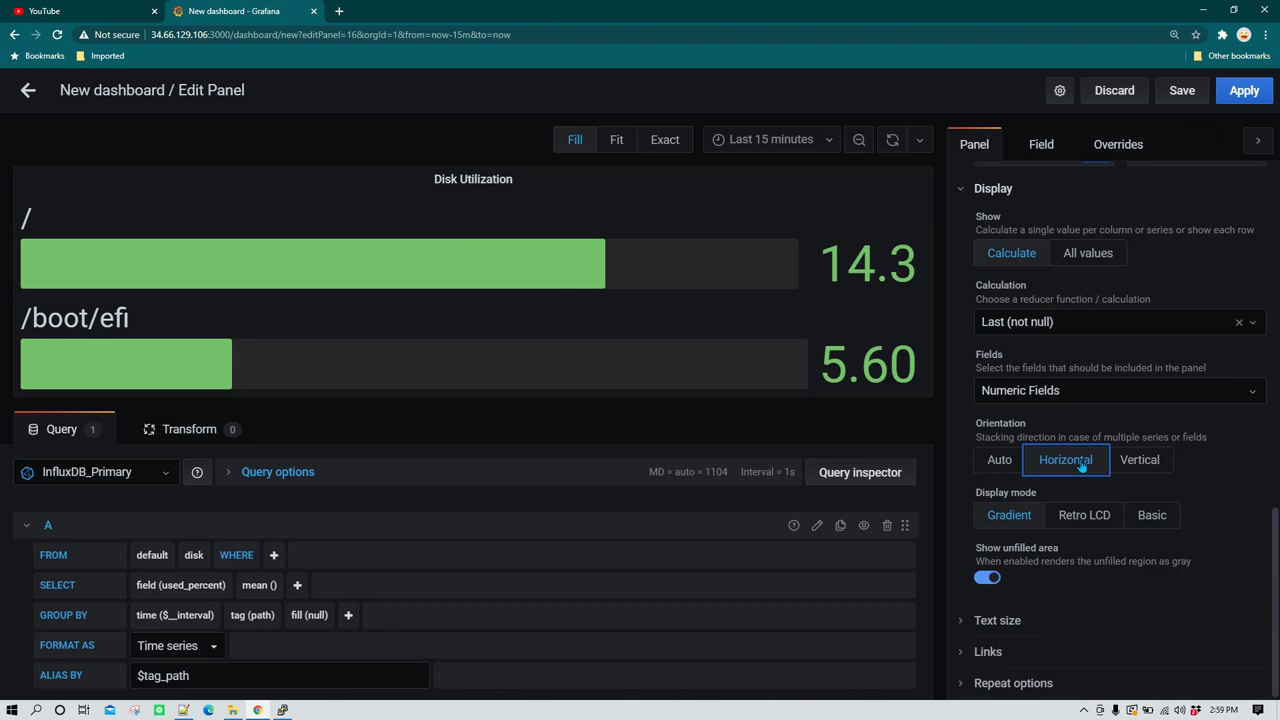 YouTube
New dashboard - Grafana
Not secure
34.66.129.106:3000/dashboard/new?editPanel=16&orgId=1&from=now-15m&to=now
Bookmarks
Imported
Other bookmarks
New dashboard / Edit Panel
Discard
Save
Apply
Fill
Fit
Exact
Last 15 minutes
Panel
Field
Overrides
Disk Utilization
/
14.3
/boot/efi
5.60
Display
Show
Calculate a single value per column or series or show each row
Calculate
All values
Calculation
Choose a reducer function / calculation
Last (not null)
Fields
Select the fields that should be included in the panel
Numeric Fields
Orientation
Stacking direction in case of multiple series or fields
Auto
Horizontal
Vertical
Display mode
Gradient
Retro LCD
Basic
Show unfilled area
When enabled renders the unfilled region as gray
Text size
Links
Repeat options
Query 1
Transform 0
InfluxDB_Primary
Query options
MD = auto = 1104
Interval = 1s
Query inspector
A
FROM default disk WHERE +
SELECT field (used_percent) mean () +
GROUP BY time ($__interval) tag (path) fill (null) +
FORMAT AS Time series
ALIAS BY $tag_path
2:59 PM